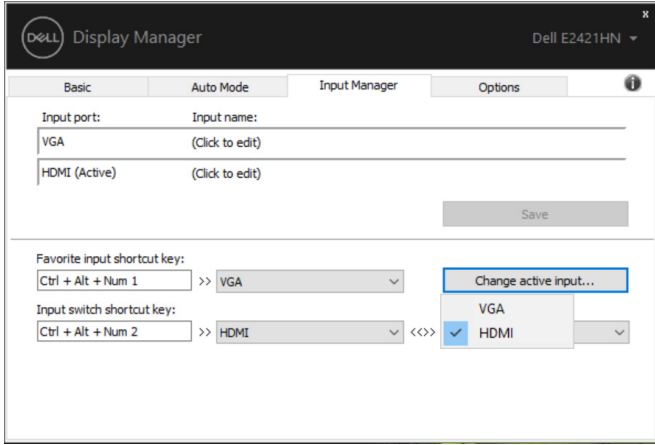 x
DELL Display Manager Dell E2421HN
Basic Auto Mode Input Manager Options i
Input port: Input name:
VGA (Click to edit)
HDMI (Active) (Click to edit)
Save
Favorite input shortcut key:
Ctrl + Alt + Num 1 >> VGA Change active input...
Input switch shortcut key:
VGA
Ctrl + Alt + Num 2 >> HDMI <<>> HDMI